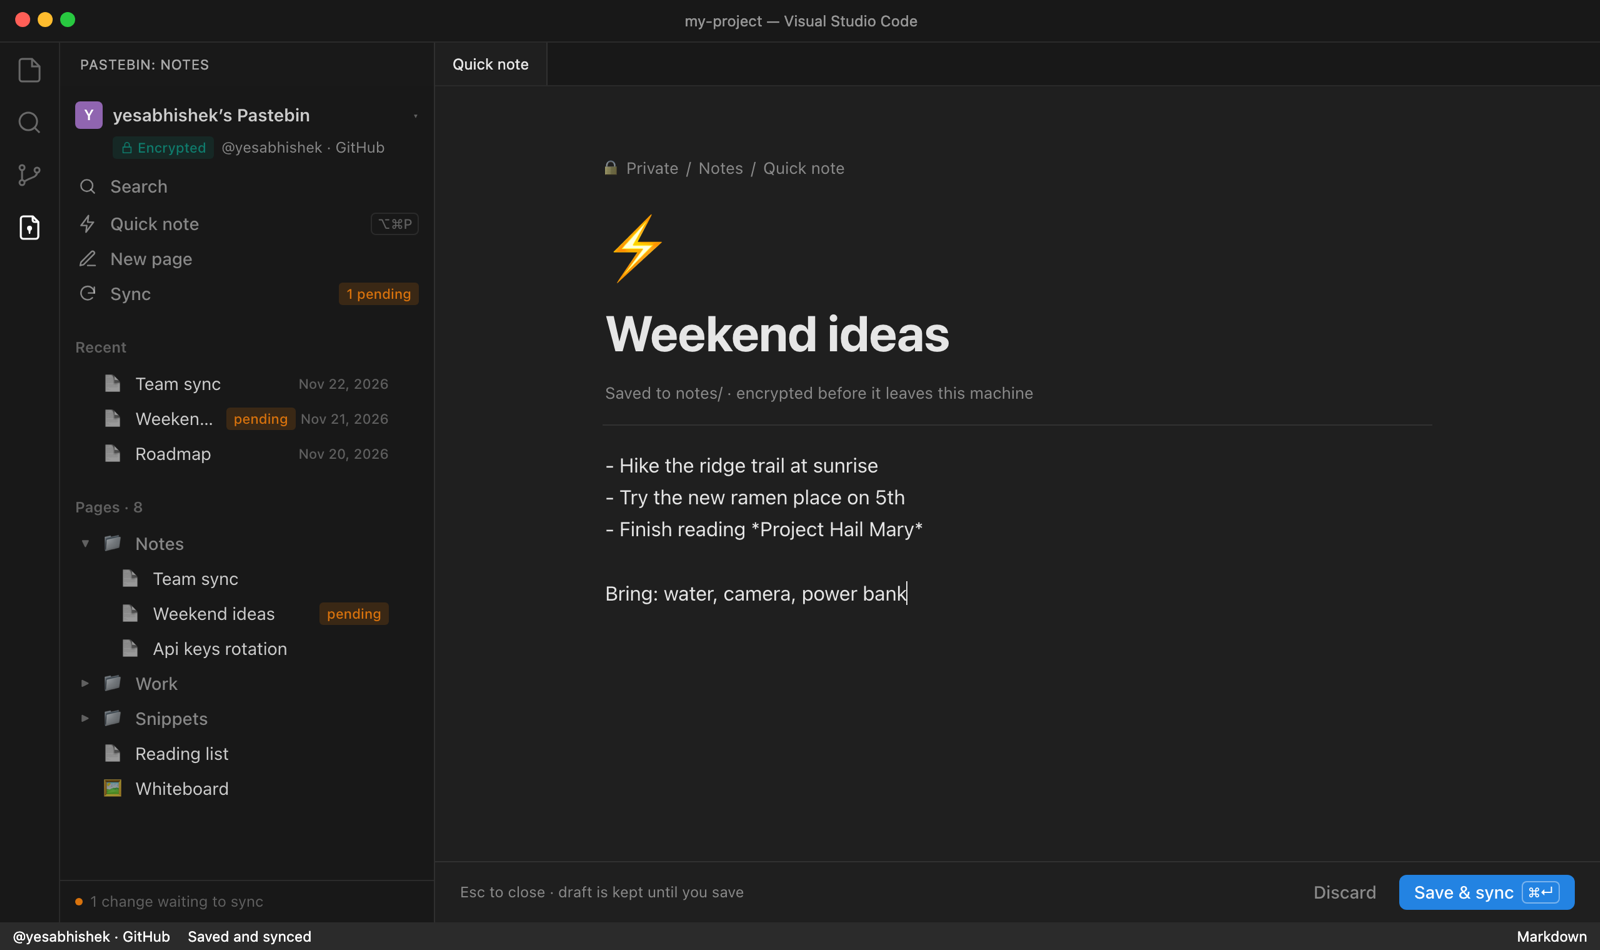 my-project — Visual Studio Code
PASTEBIN: NOTES
Y
yesabhishek’s Pastebin
Encrypted @yesabhishek · GitHub
Search
Quick note ⌥⌘P
New page
Sync 1 pending
Recent
Team sync Nov 22, 2026
Weeken... pending Nov 21, 2026
Roadmap Nov 20, 2026
Pages · 8
Notes
Team sync
Weekend ideas pending
Api keys rotation
Work
Snippets
Reading list
Whiteboard
1 change waiting to sync
Quick note
Private / Notes / Quick note
Weekend ideas
Saved to notes/ · encrypted before it leaves this machine
- Hike the ridge trail at sunrise
- Try the new ramen place on 5th
- Finish reading *Project Hail Mary*
Bring: water, camera, power bank
Esc to close · draft is kept until you save
Discard
Save & sync ⌘↵
@yesabhishek · GitHub Saved and synced
Markdown